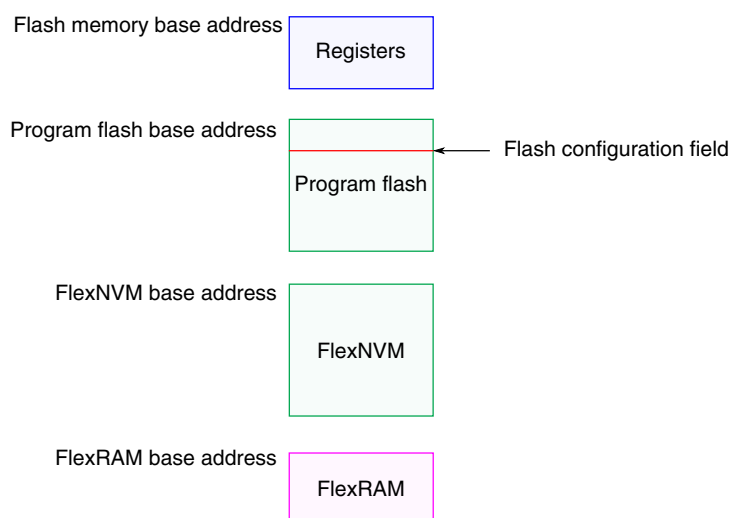 Flash memory base address
Registers
Program flash base address
Flash configuration field
Program flash
FlexNVM base address
FlexNVM
FlexRAM base address
FlexRAM